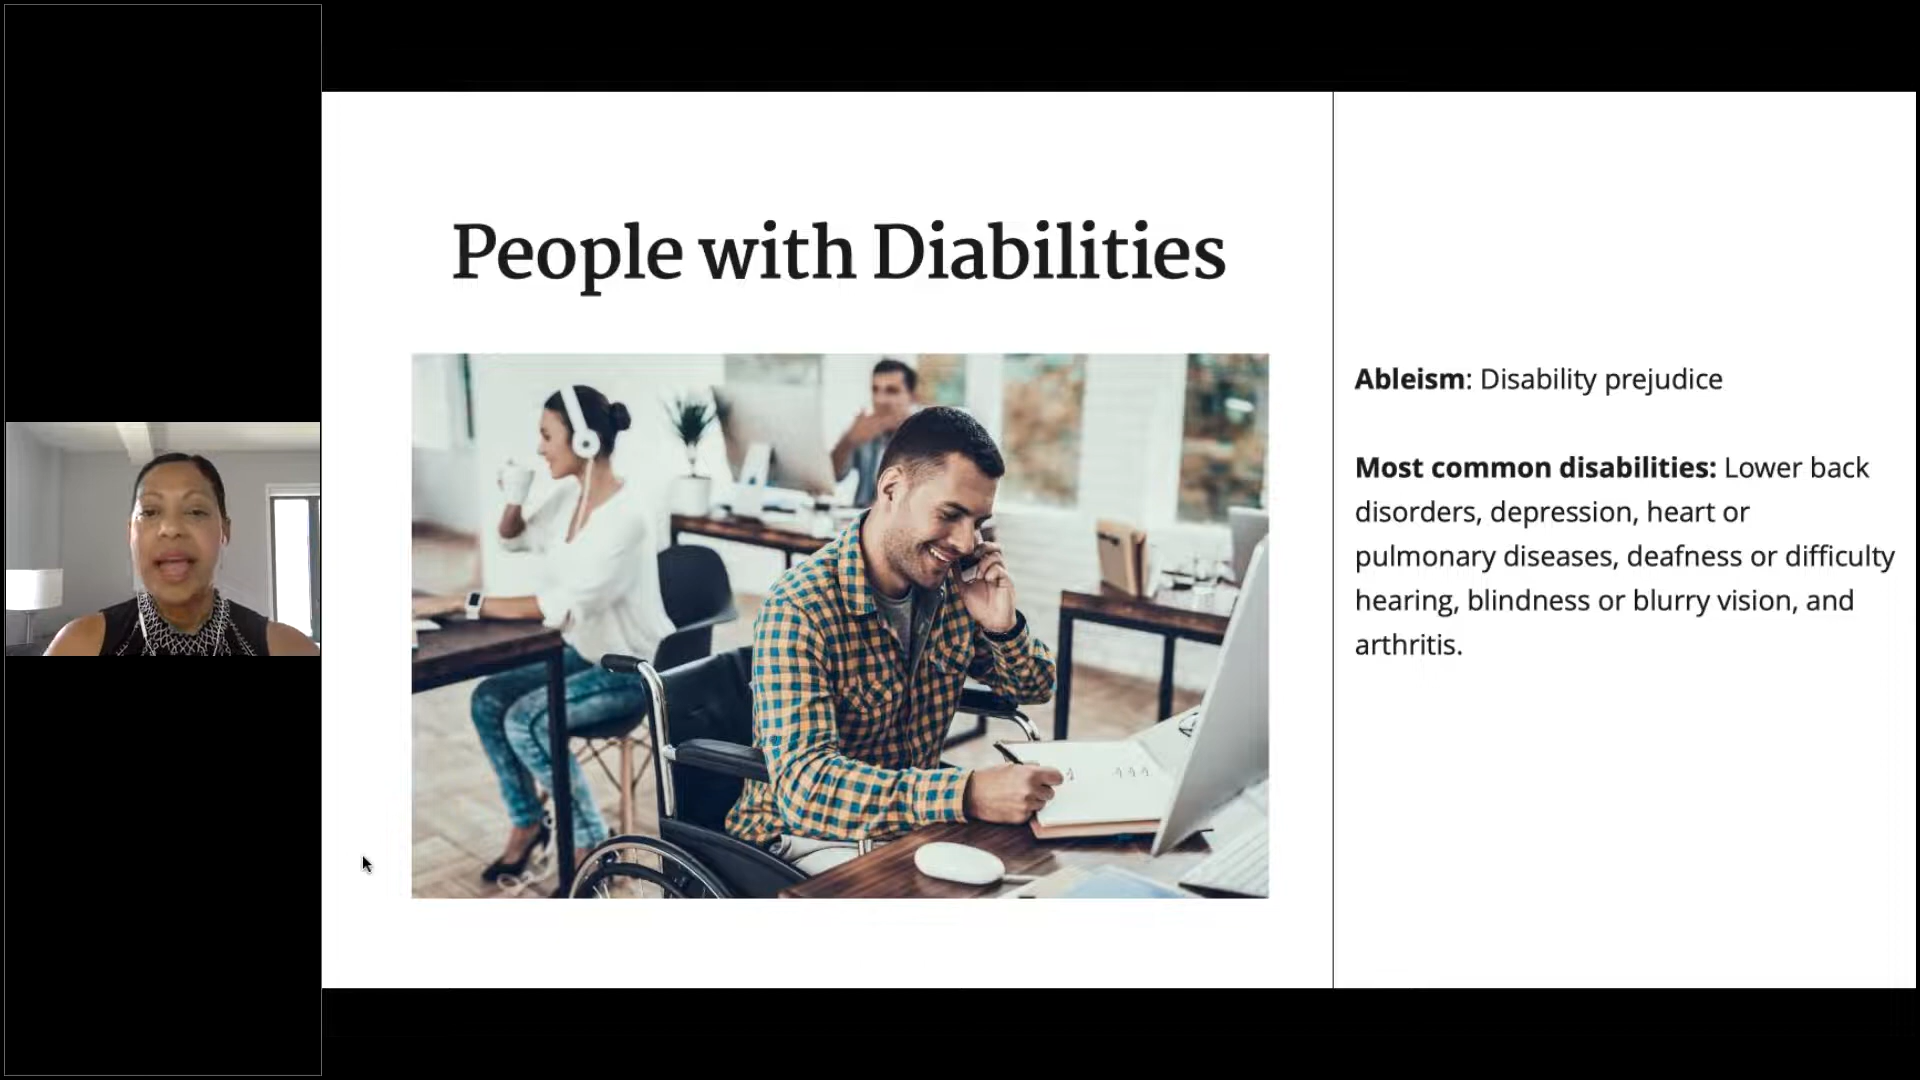 People with Diabilities
Ableism: Disability prejudice
Most common disabilities: Lower back
disorders, depression, heart or
pulmonary diseases, deafness or difficulty
hearing, blindness or blurry vision, and
arthritis.